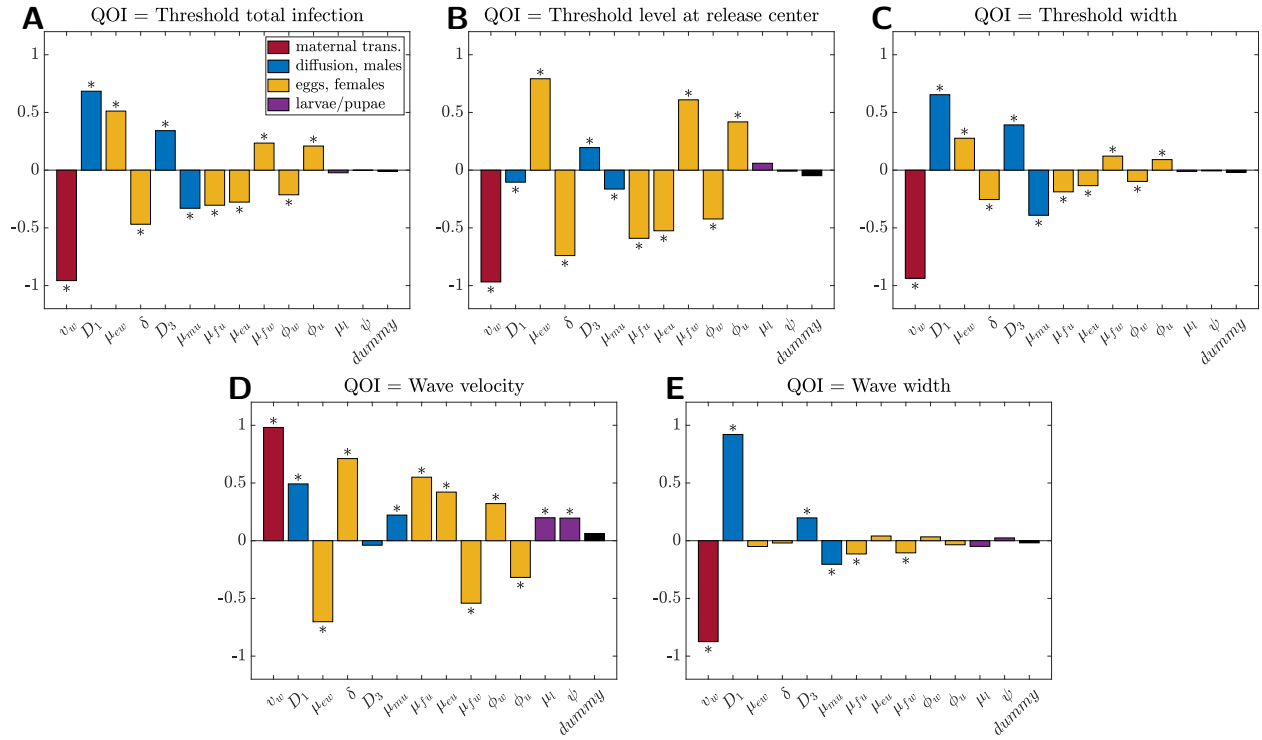 A QOI = Threshold total infection
1
0.5
0
-0.5
-1
maternal trans.
diffusion, males
eggs, females
larvae/pupae
* * * * * * * * * * *
v_w D_1 μ_ew δ D_3 μ_mu μ_fu μ_eu μ_fw ϕ_w ϕ_u μ_l ψ dummy
B QOI = Threshold level at release center
1
0.5
0
-0.5
-1
* * * * * * * * * * *
v_w D_1 μ_ew δ D_3 μ_mu μ_fu μ_eu μ_fw ϕ_w ϕ_u μ_l ψ dummy
C QOI = Threshold width
1
0.5
0
-0.5
-1
* * * * * * * * * * *
v_w D_1 μ_ew δ D_3 μ_mu μ_fu μ_eu μ_fw ϕ_w ϕ_u μ_l ψ dummy
D QOI = Wave velocity
1
0.5
0
-0.5
-1
* * * * * * * * * * * *
v_w D_1 μ_ew δ D_3 μ_mu μ_fu μ_eu μ_fw ϕ_w ϕ_u μ_l ψ dummy
E QOI = Wave width
1
0.5
0
-0.5
-1
* * * * * *
v_w D_1 μ_ew δ D_3 μ_mu μ_fu μ_eu μ_fw ϕ_w ϕ_u μ_l ψ dummy